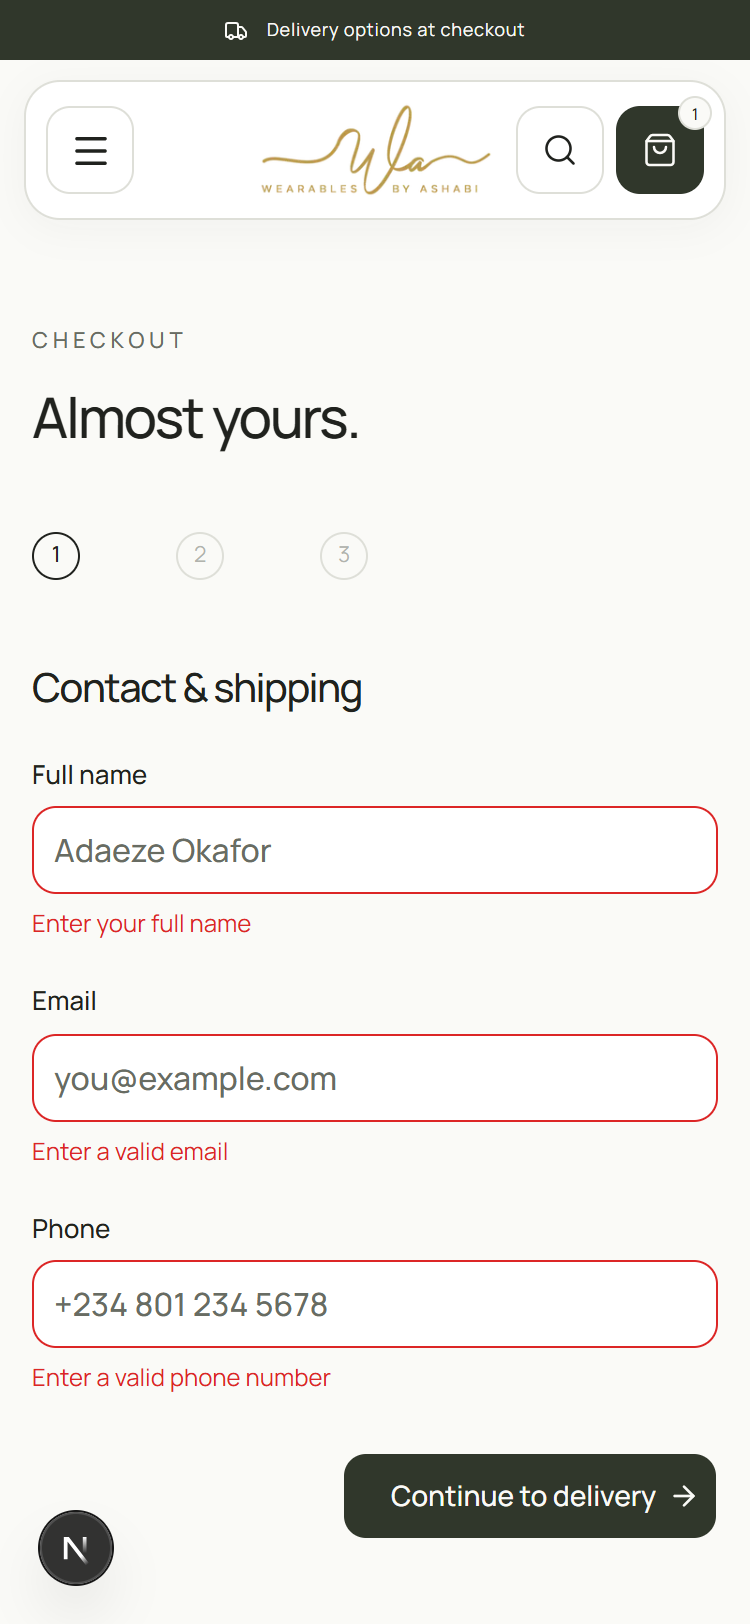 Delivery options at checkout
1
Wa
WEARABLES BY ASHABI
CHECKOUT
Almost yours.
1 2 3
Contact & shipping
Full name
Adaeze Okafor
Enter your full name
Email
you@example.com
Enter a valid email
Phone
+234 801 234 5678
Enter a valid phone number
Continue to delivery
N